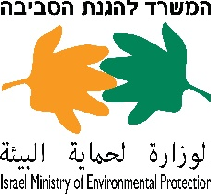 המשרד להגנת הסביבה
لوزارة لحماية البيئة
Israel Ministry of Environmental Protection